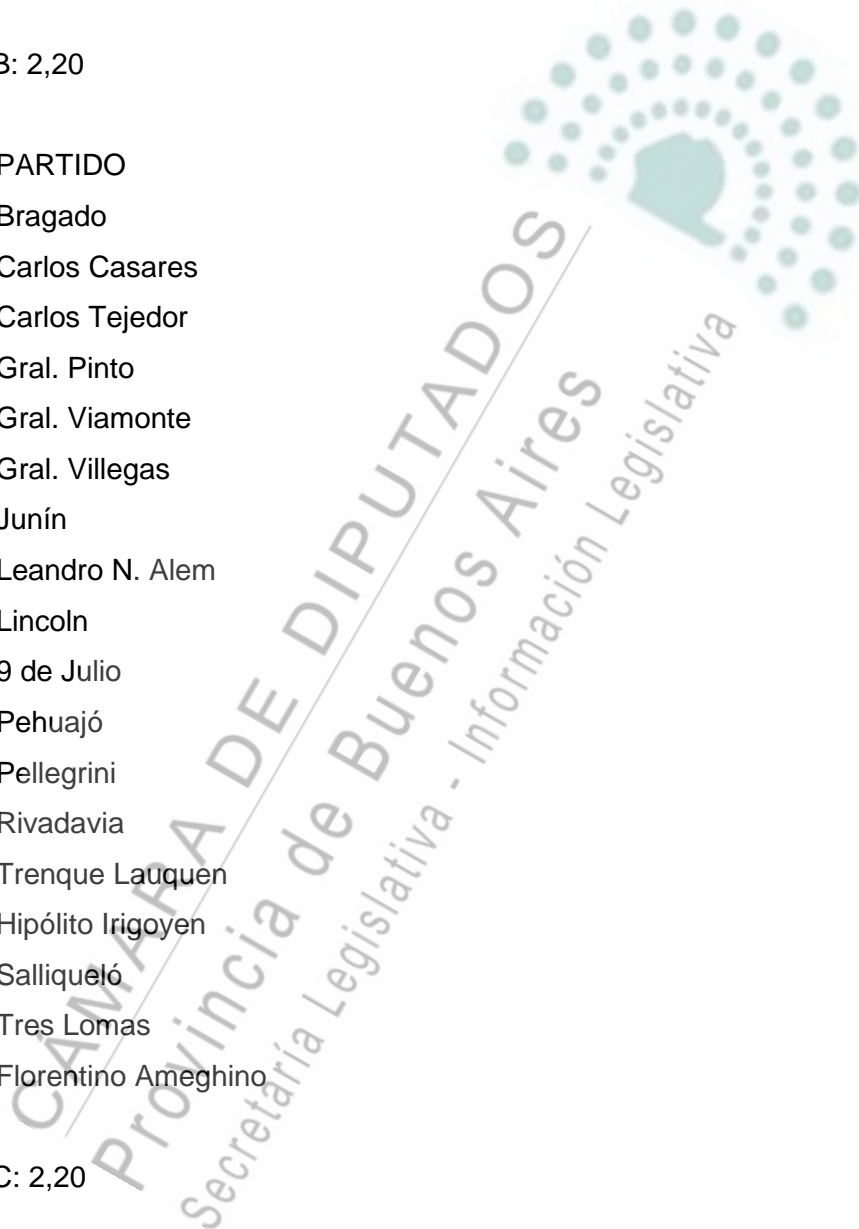 B: 2,20
PARTIDO
Bragado
Carlos Casares
Carlos Tejedor
Gral. Pinto
Gral. Viamonte
Gral. Villegas
Junín
Leandro N. Alem
Lincoln
9 de Julio
Pehuajó
Pellegrini
Rivadavia
Trenque Lauquen
Hipólito Irigoyen
Salliqueló
Tres Lomas
Florentino Ameghino
C: 2,20
CÁMARA DE DIPUTADOS
Provincia de Buenos Aires
Secretaría Legislativa - Información Legislativa